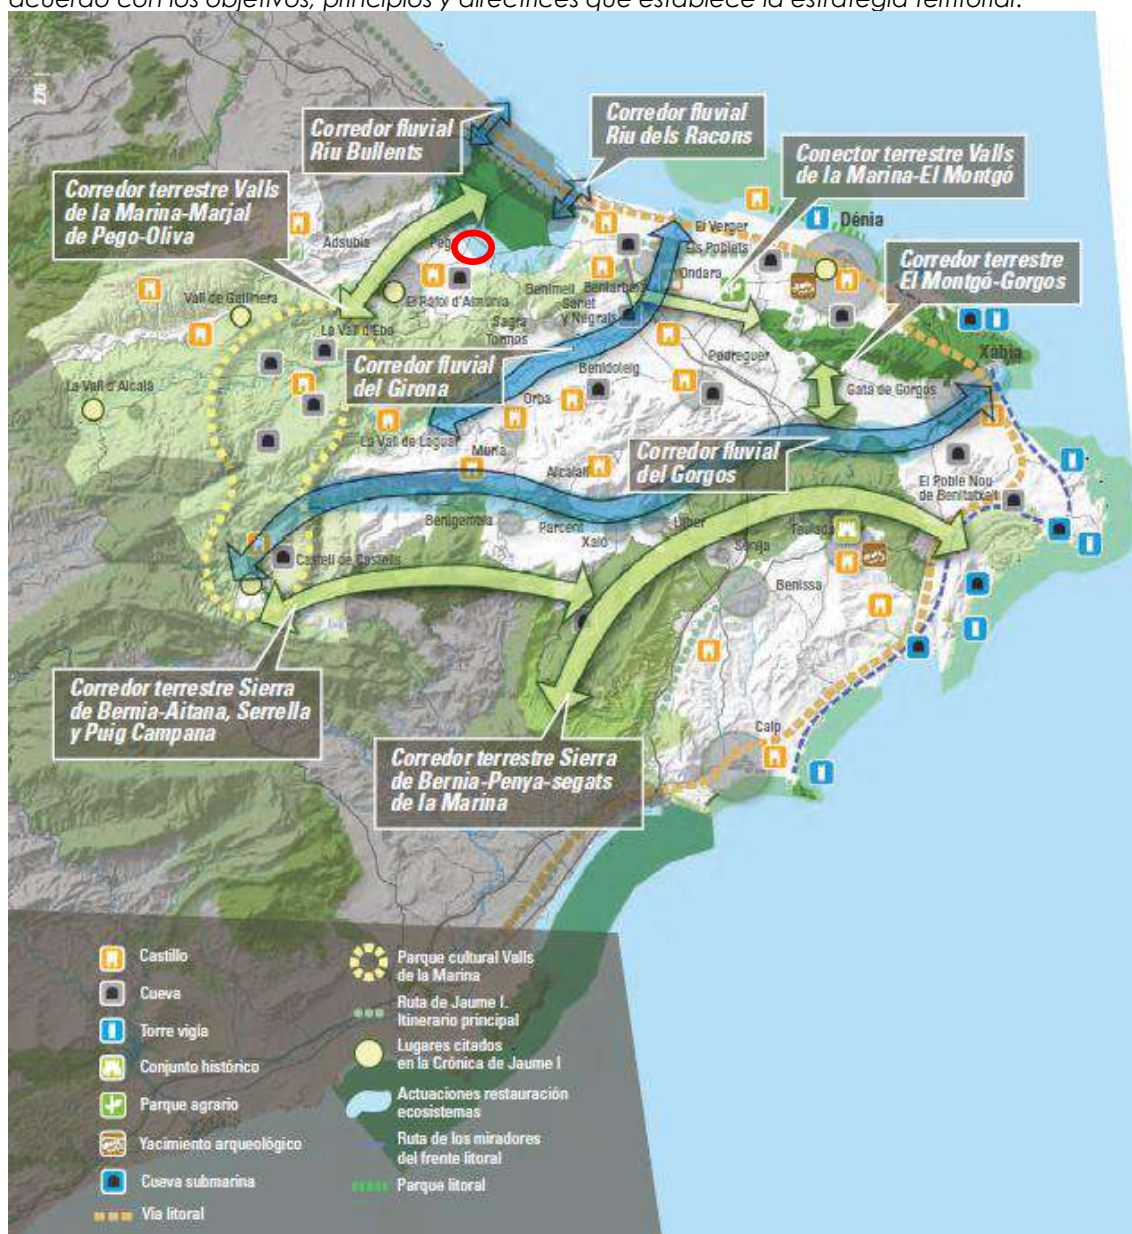 acuerdo con los objetivos, principios y directrices que establece la estrategia territorial.
276
Corredor fluvial
Riu Bullents
Corredor fluvial
Riu dels Racons
Conector terrestre Valls
de la Marina-El Montgó
Corredor terrestre Valls
de la Marina-Marjal
de Pego-Oliva
Dénia
El Verger
Els Poblets
Adsubia
Ondara
Corredor terrestre
El Montgó-Gorgos
Vall de Gallinera
El Ràfol d'Almúnia
Benimeli
Sanet
y Negrals
Sagra
Tormos
La Vall d'Ebo
Xàbia
Pedreguer
Corredor fluvial
del Girona
Benidoleig
La Vall d'Alcalà
Gata de Gorgos
Orba
La Vall de Laguar
Murla
Corredor fluvial
del Gorgos
Alcalalí
El Poble Nou
de Benitatxell
Benigembla
Parcent
Xaló
Llíber
Teulada
Senija
Castell de Castells
Benissa
Corredor terrestre Sierra
de Bernia-Aitana, Serrella
y Puig Campana
Calp
Corredor terrestre Sierra
de Bernia-Penya-segats
de la Marina
Castillo
Cueva
Torre vigía
Conjunto histórico
Parque agrario
Yacimiento arqueológico
Cueva submarina
Vía litoral
Parque cultural Valls
de la Marina
Ruta de Jaume I.
Itinerario principal
Lugares citados
en la Crónica de Jaume I
Actuaciones restauración
ecosistemas
Ruta de los miradores
del frente litoral
Parque litoral